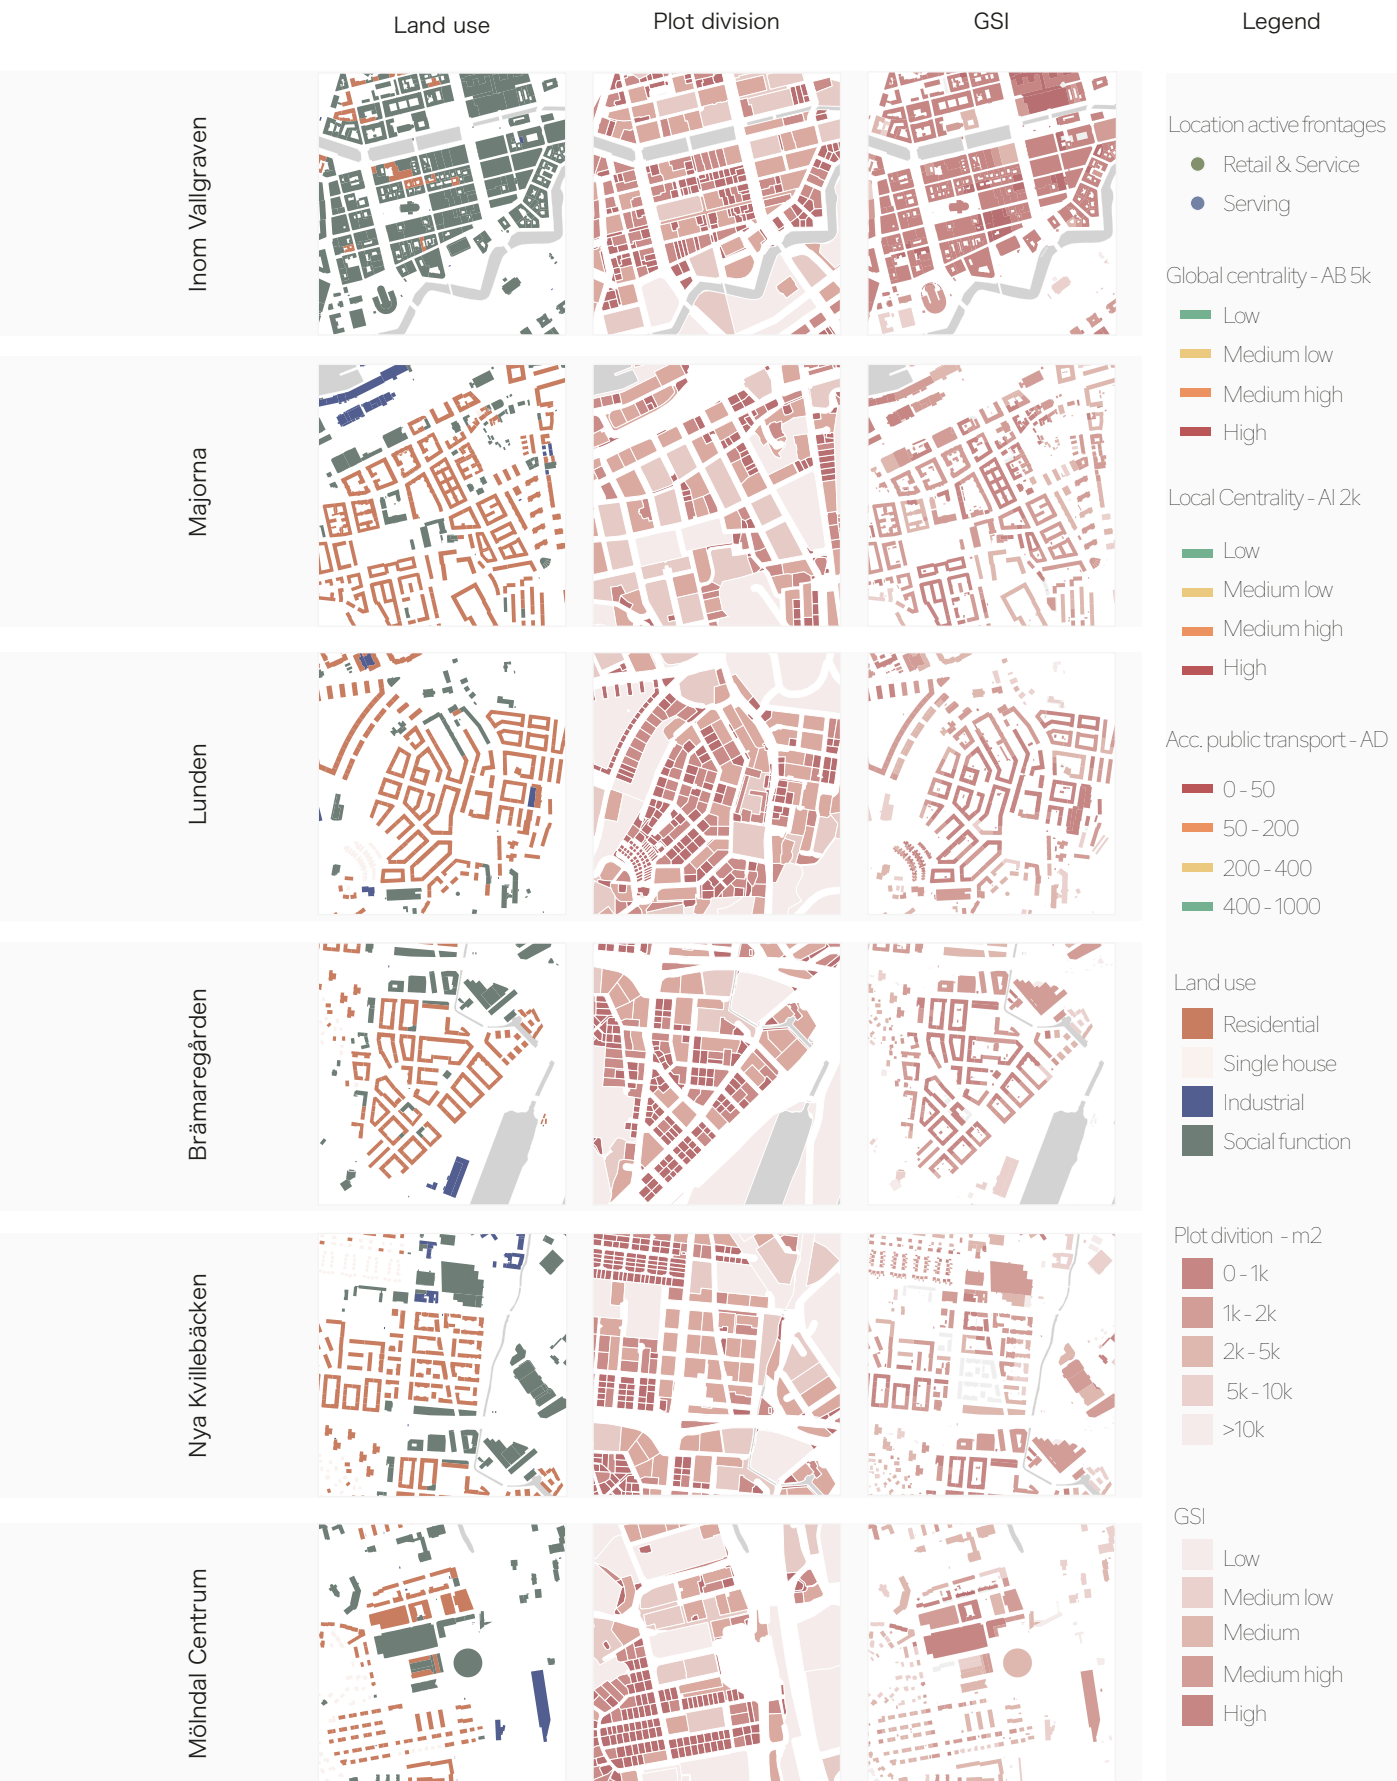 Land use
Plot division
GSI
Legend
Inom Vallgraven
Majorna
Lunden
Brämaregården
Nya Kvillebäcken
Mölndal Centrum
Location active frontages
Retail & Service
Serving
Global centrality - AB 5k
Low
Medium low
Medium high
High
Local Centrality - AI 2k
Low
Medium low
Medium high
High
Acc. public transport - AD
0 - 50
50 - 200
200 - 400
400 - 1000
Land use
Residential
Single house
Industrial
Social function
Plot divition - m2
0 - 1k
1k - 2k
2k - 5k
5k - 10k
>10k
GSI
Low
Medium low
Medium
Medium high
High